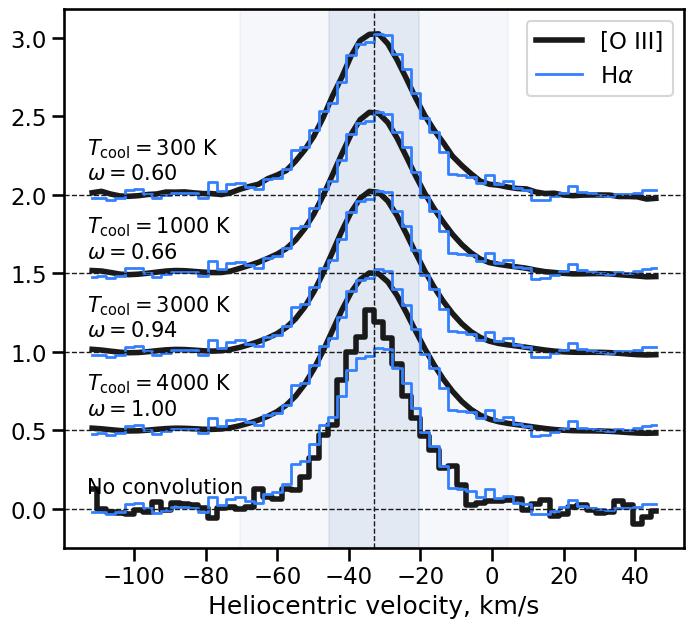 3.0
2.5
2.0
1.5
1.0
0.5
0.0
[O III]
Hα
T_cool = 300 K
ω = 0.60
T_cool = 1000 K
ω = 0.66
T_cool = 3000 K
ω = 0.94
T_cool = 4000 K
ω = 1.00
No convolution
−100 −80 −60 −40 −20 0 20 40
Heliocentric velocity, km/s